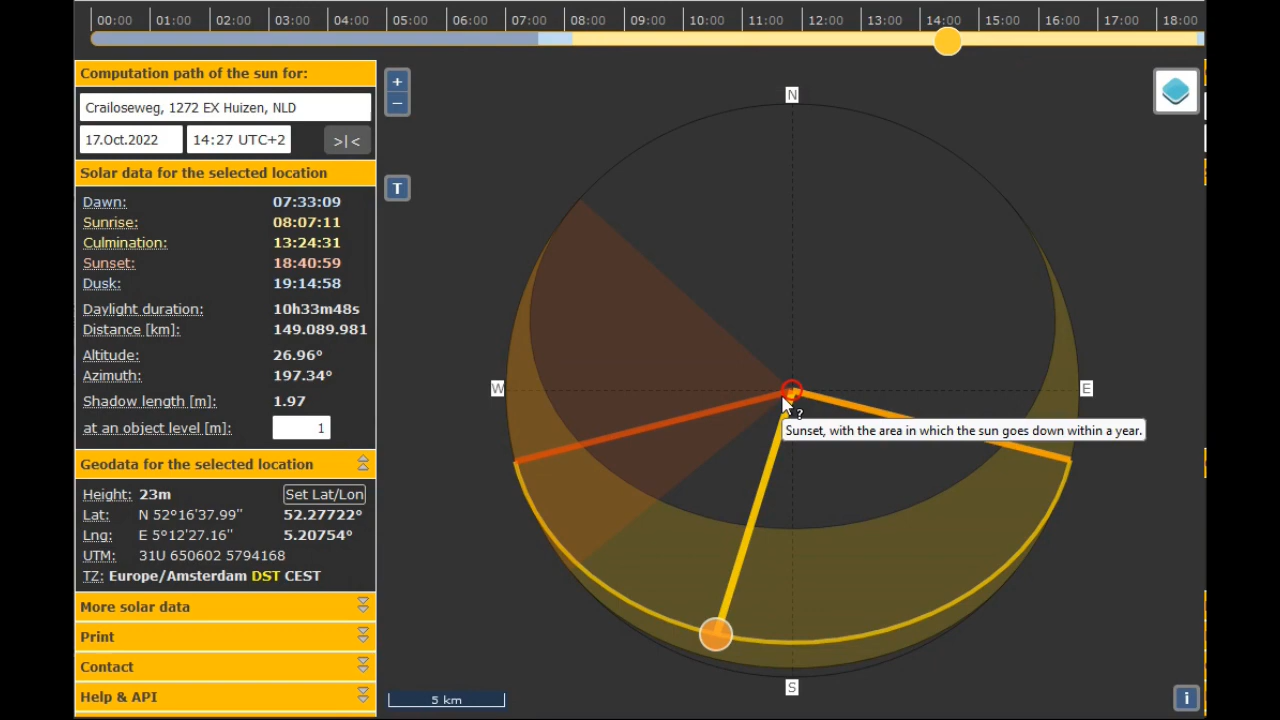 00:00 01:00 02:00 03:00 04:00 05:00 06:00 07:00 08:00 09:00 10:00 11:00 12:00 13:00 14:00 15:00 16:00 17:00 18:00
Computation path of the sun for:
Crailoseweg, 1272 EX Huizen, NLD
17.Oct.2022 14:27 UTC+2 >|<
Solar data for the selected location
Dawn: 07:33:09
Sunrise: 08:07:11
Culmination: 13:24:31
Sunset: 18:40:59
Dusk: 19:14:58
Daylight duration: 10h33m48s
Distance [km]: 149.089.981
Altitude: 26.96°
Azimuth: 197.34°
Shadow length [m]: 1.97
at an object level [m]: 1
Geodata for the selected location
Height: 23m Set Lat/Lon
Lat: N 52°16'37.99'' 52.27722°
Lng: E 5°12'27.16'' 5.20754°
UTM: 31U 650602 5794168
TZ: Europe/Amsterdam DST CEST
More solar data
Print
Contact
Help & API
+
−
T
N
W
E
?
Sunset, with the area in which the sun goes down within a year.
S
5 km
i